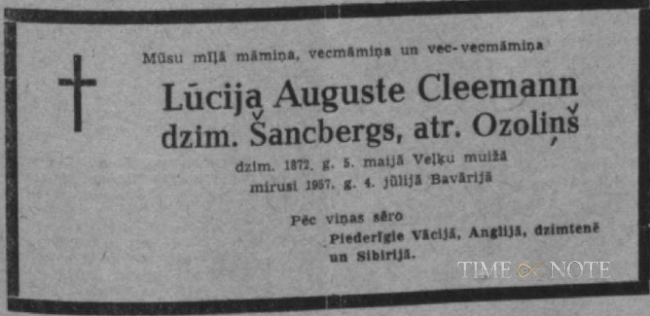 Mūsu mīļā māmiņa, vecmāmiņa un vec-vecmāmiņa
Lūcija Auguste Cleemann
dzim. Šancbergs, atr. Ozoliņš
dzim. 1872. g. 5. maijā Veļķu muižā
mirusi 1957. g. 4. jūlijā Bavārijā
Pēc viņas sēro
Piederīgie Vācijā, Anglijā, dzimtenē
un Sibirijā.
TIME NOTE